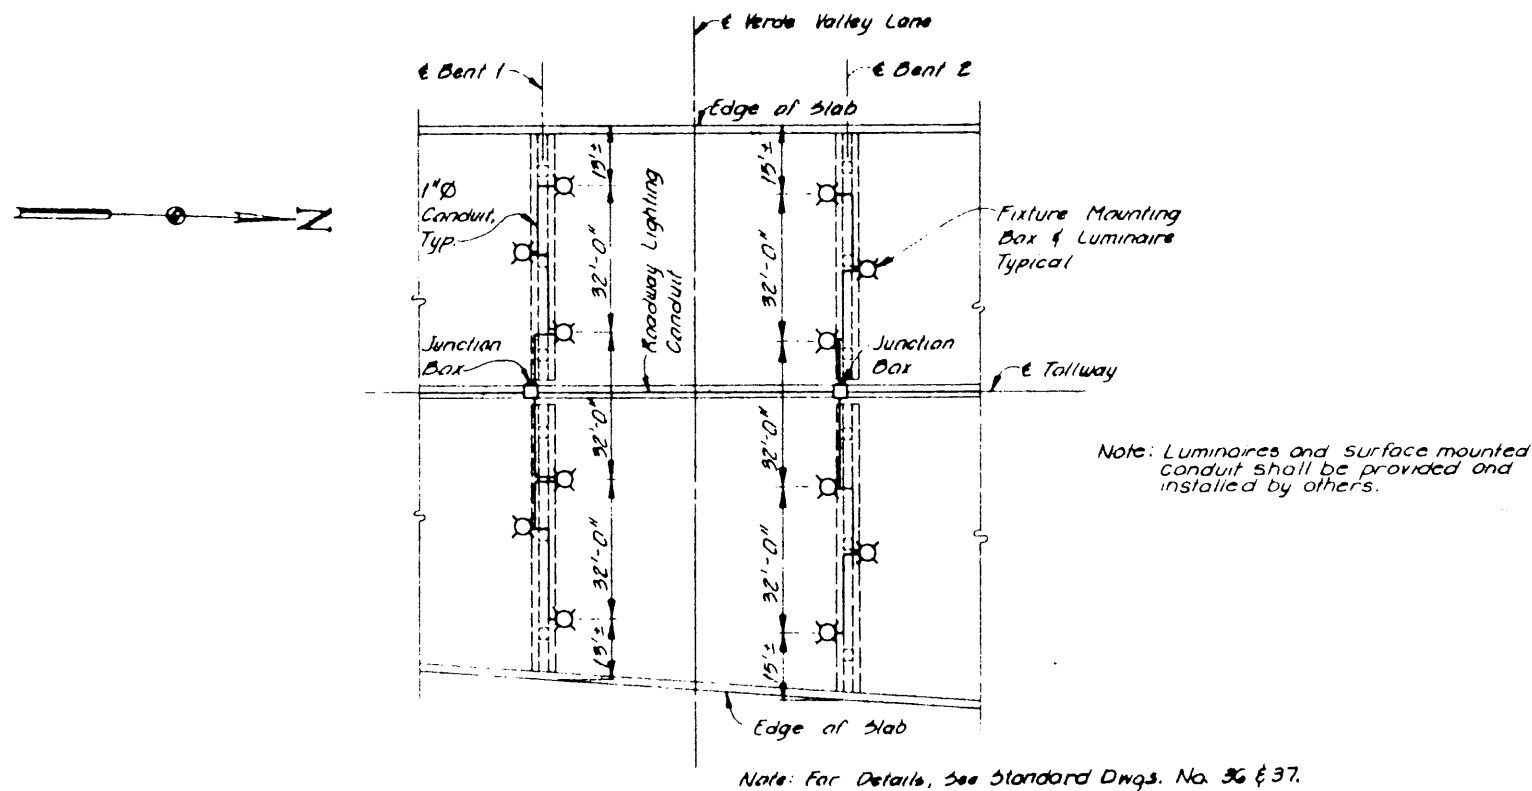 ℄ Verde Valley Lane
℄ Bent 1
℄ Bent 2
Edge of Slab
1"Ø
Conduit,
Typ.
15'±
32'-0"
Roadway Lighting
Conduit
15'±
32'-0"
Fixture Mounting
Box & Luminaire
Typical
N
Junction
Box
Junction
Box
℄ Tollway
32'-0"
32'-0"
Note: Luminaires and surface mounted
conduit shall be provided and
installed by others.
32'-0"
32'-0"
15'±
15'±
Edge of Slab
Note: For Details, See Standard Dwgs. No. 36 & 37.